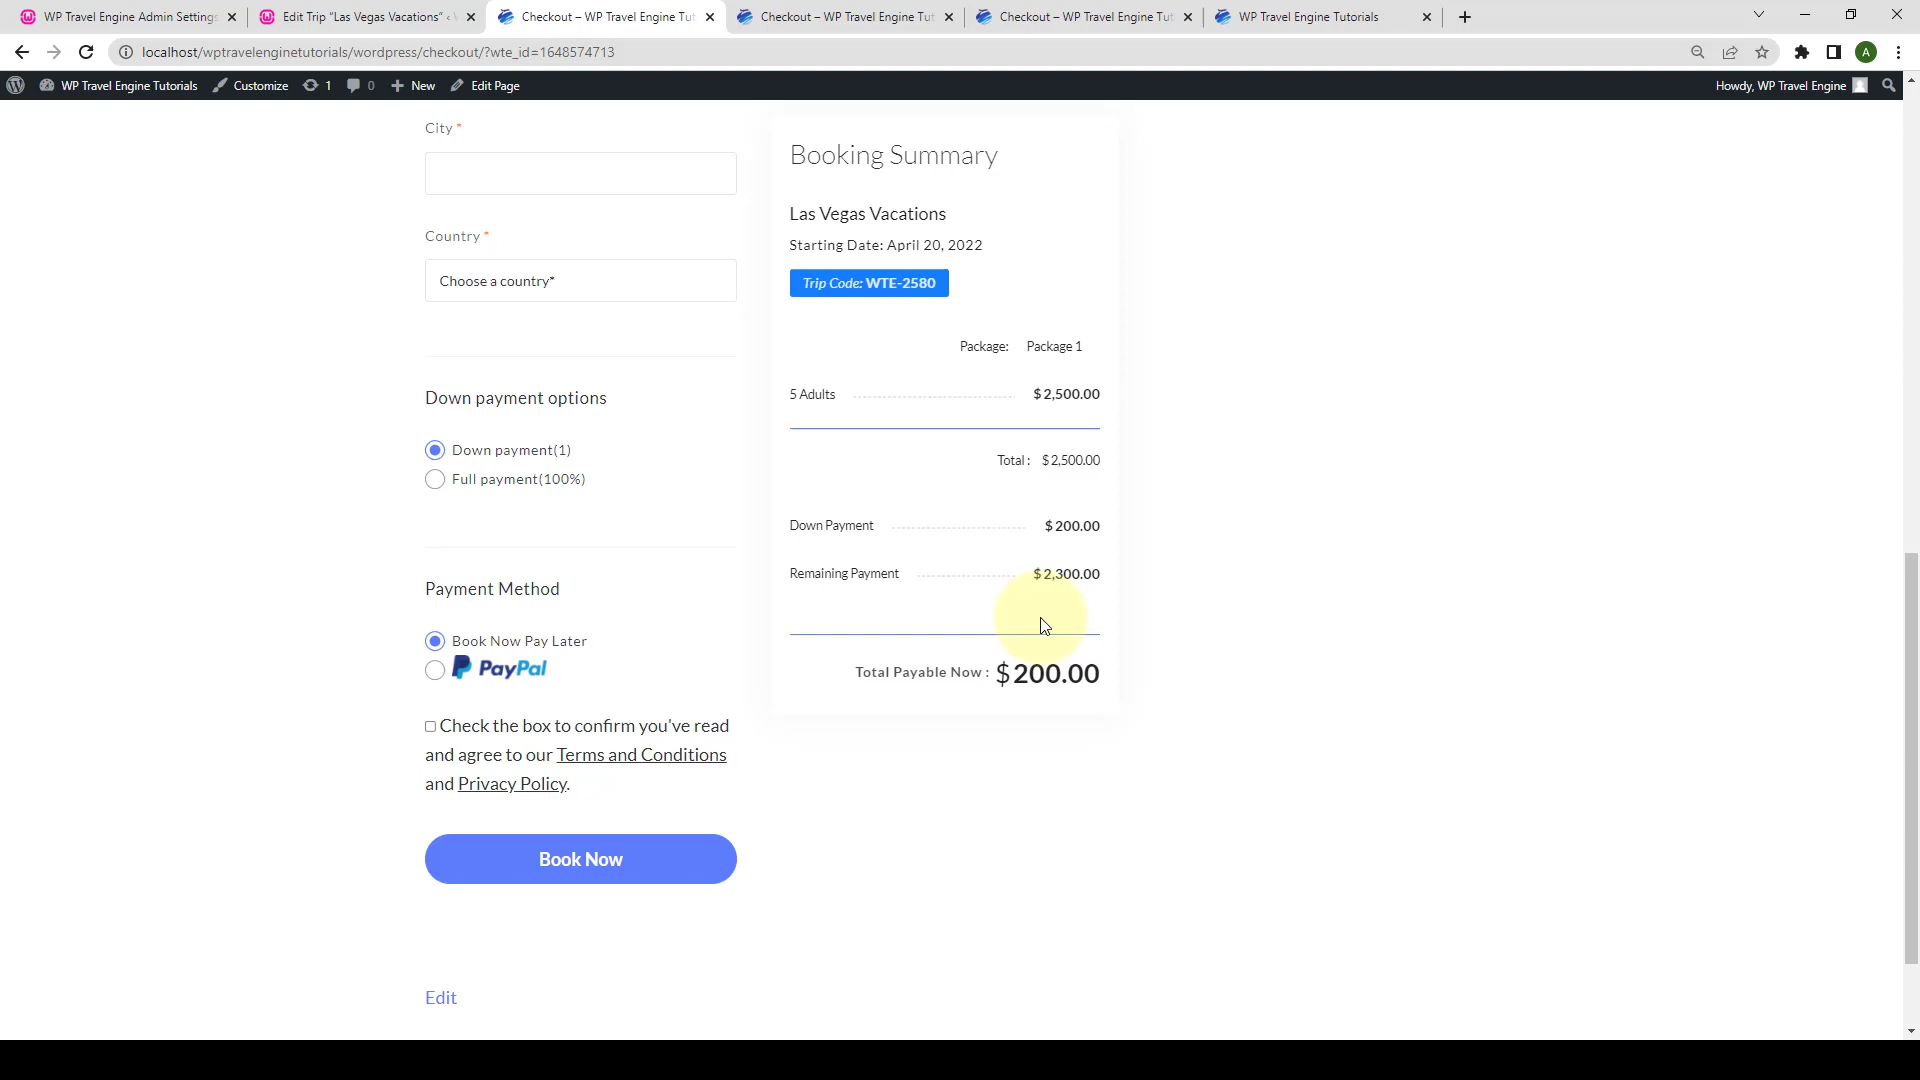 WP Travel Engine Admin Settings
Edit Trip “Las Vegas Vacations” ‹ W
Checkout – WP Travel Engine Tut
Checkout – WP Travel Engine Tut
Checkout – WP Travel Engine Tut
WP Travel Engine Tutorials
localhost/wptravelenginetutorials/wordpress/checkout/?wte_id=1648574713
A
WP Travel Engine Tutorials
Customize
1
0
New
Edit Page
Howdy, WP Travel Engine
City *
Country *
Choose a country*
Down payment options
Down payment(1)
Full payment(100%)
Payment Method
Book Now Pay Later
PayPal
Check the box to confirm you've read
and agree to our Terms and Conditions
and Privacy Policy.
Book Now
Edit
Booking Summary
Las Vegas Vacations
Starting Date: April 20, 2022
Trip Code: WTE-2580
Package: Package 1
5 Adults $2,500.00
Total : $2,500.00
Down Payment $200.00
Remaining Payment $2,300.00
Total Payable Now : $200.00